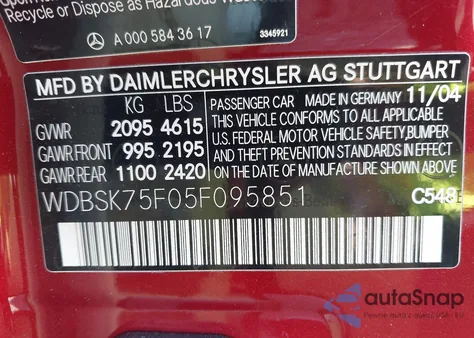 Recycle or Dispose as Hazardous
A 000 584 36 17
3345921
MFD BY DAIMLERCHRYSLER AG STUTTGART
KG LBS PASSENGER CAR MADE IN GERMANY 11/04
GVWR 2095 4615 THIS VEHICLE CONFORMS TO ALL APPLICABLE
GAWR FRONT 995 2195 U.S. FEDERAL MOTOR VEHICLE SAFETY, BUMPER
GAWR REAR 1100 2420 AND THEFT PREVENTION STANDARDS IN EFFECT
ON THE DATE OF MANUFACTURE SHOWN ABOVE
WDBSK75F05F095851 C548
autoSnap